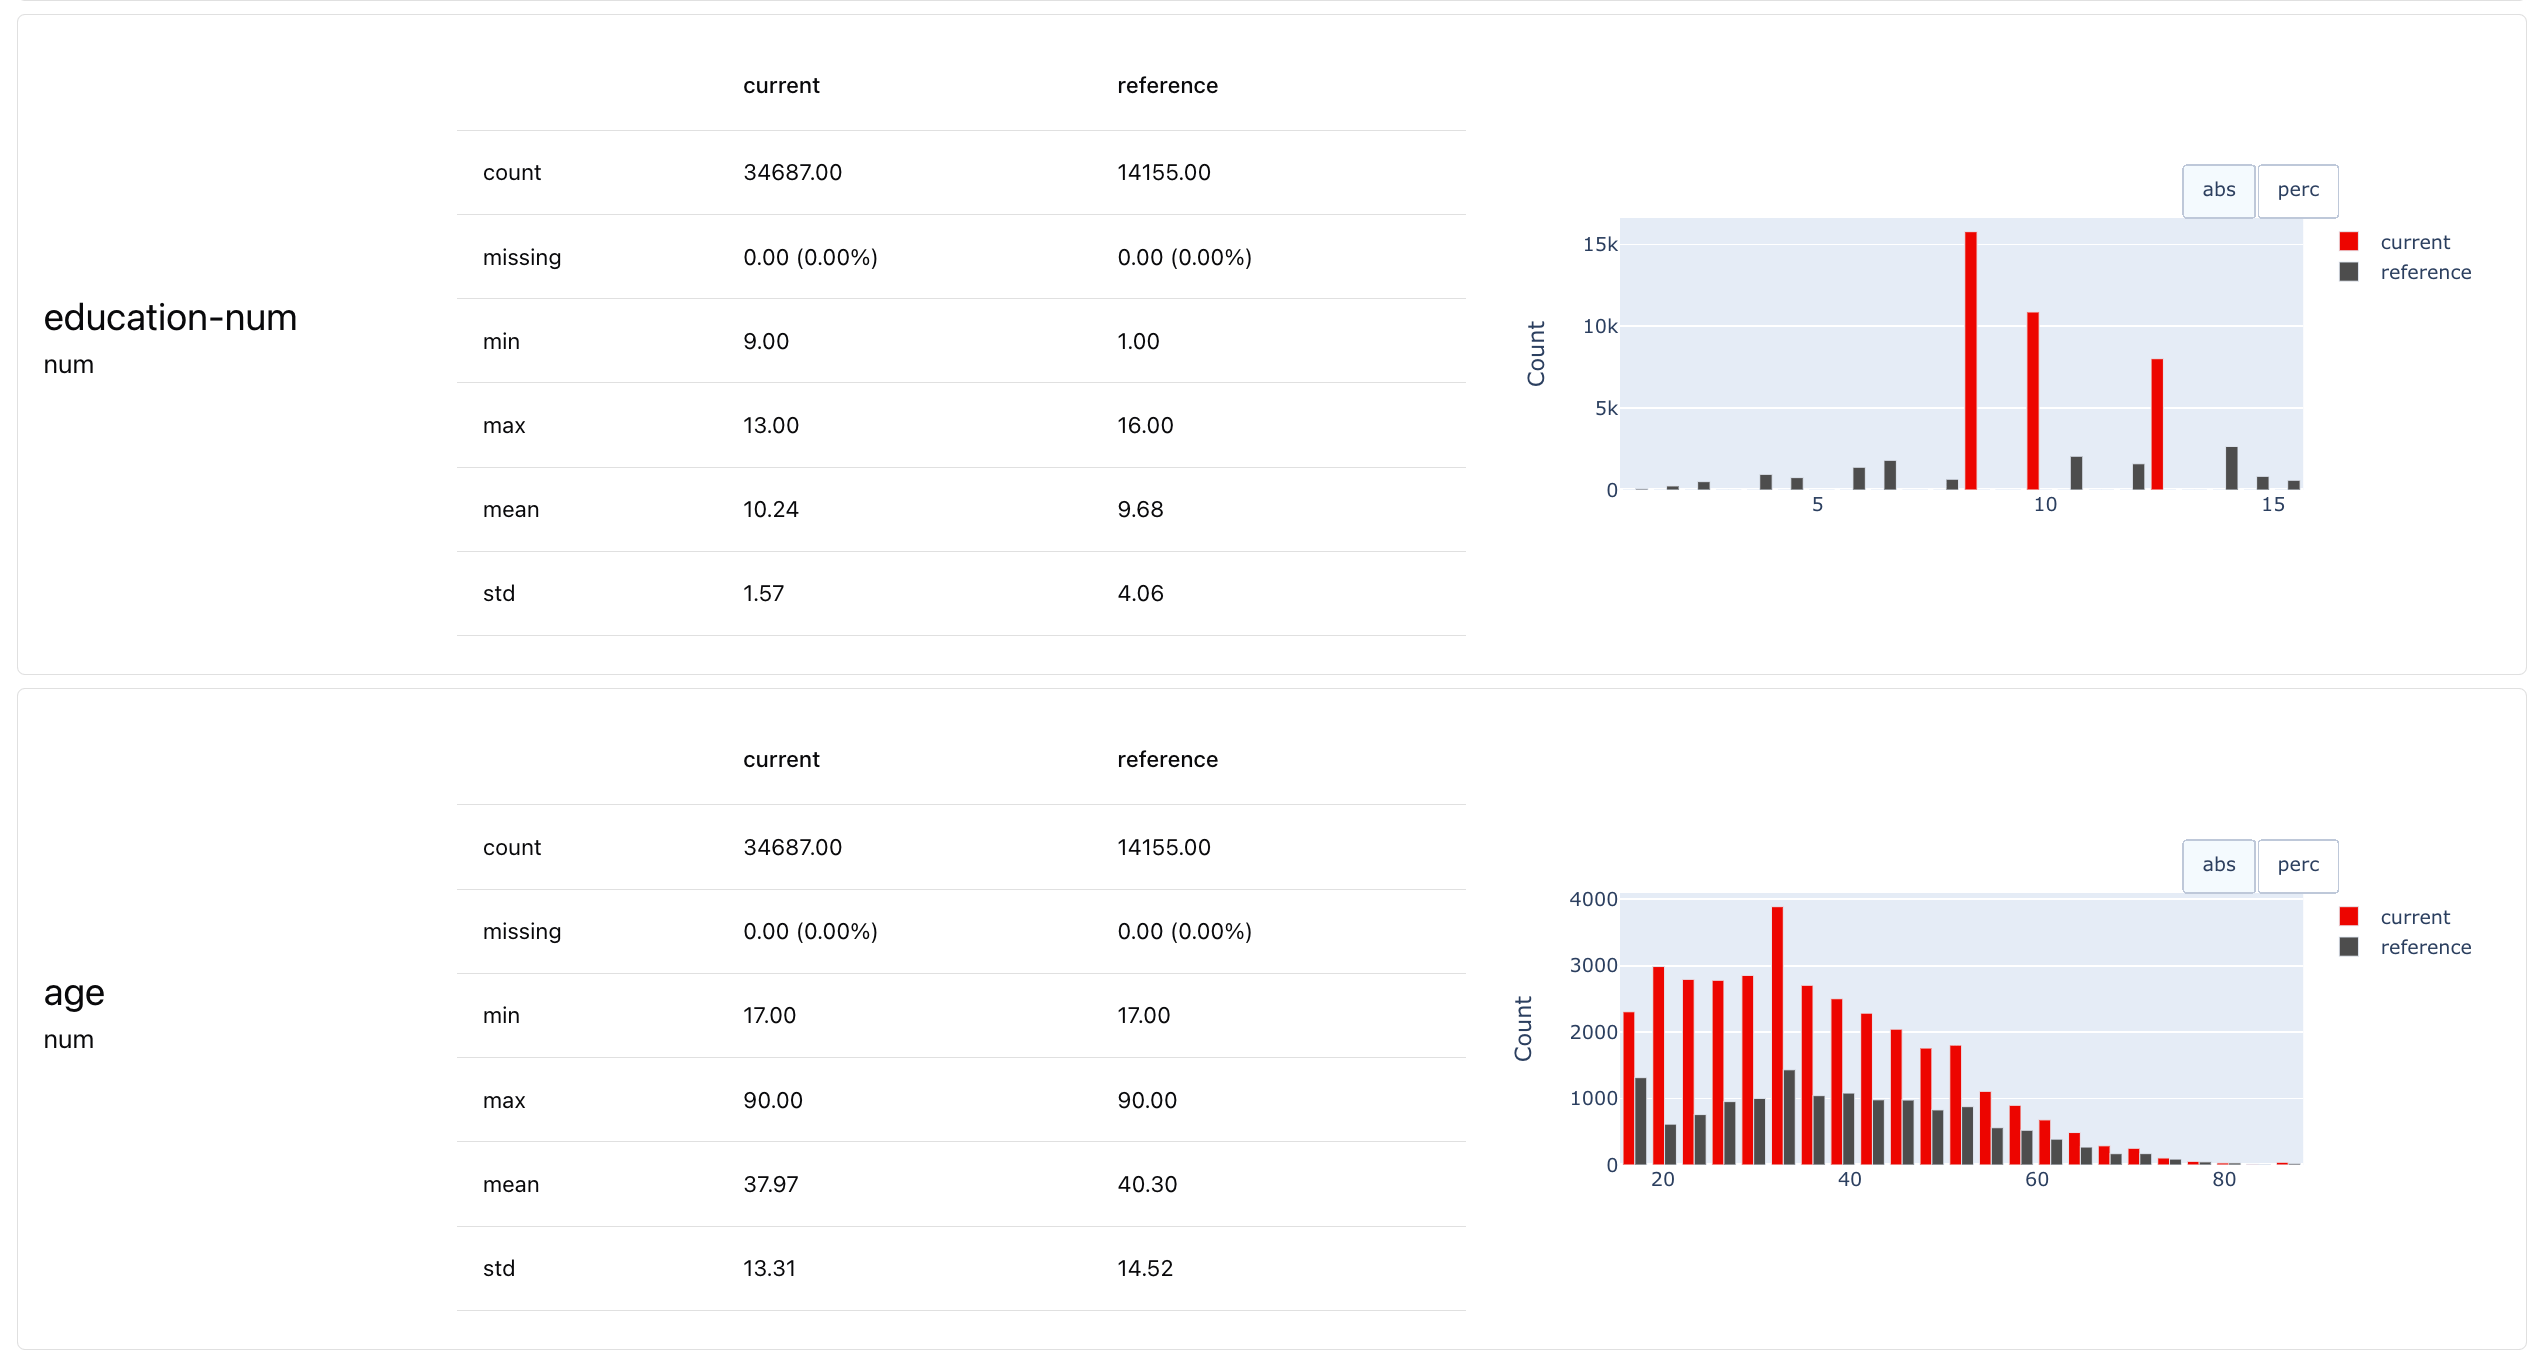 education-num
num
current reference
count 34687.00 14155.00
missing 0.00 (0.00%) 0.00 (0.00%)
min 9.00 1.00
max 13.00 16.00
mean 10.24 9.68
std 1.57 4.06
abs perc
current
reference
Count
15k
10k
5k
0
5 10 15
age
num
current reference
count 34687.00 14155.00
missing 0.00 (0.00%) 0.00 (0.00%)
min 17.00 17.00
max 90.00 90.00
mean 37.97 40.30
std 13.31 14.52
abs perc
current
reference
Count
4000
3000
2000
1000
0
20 40 60 80